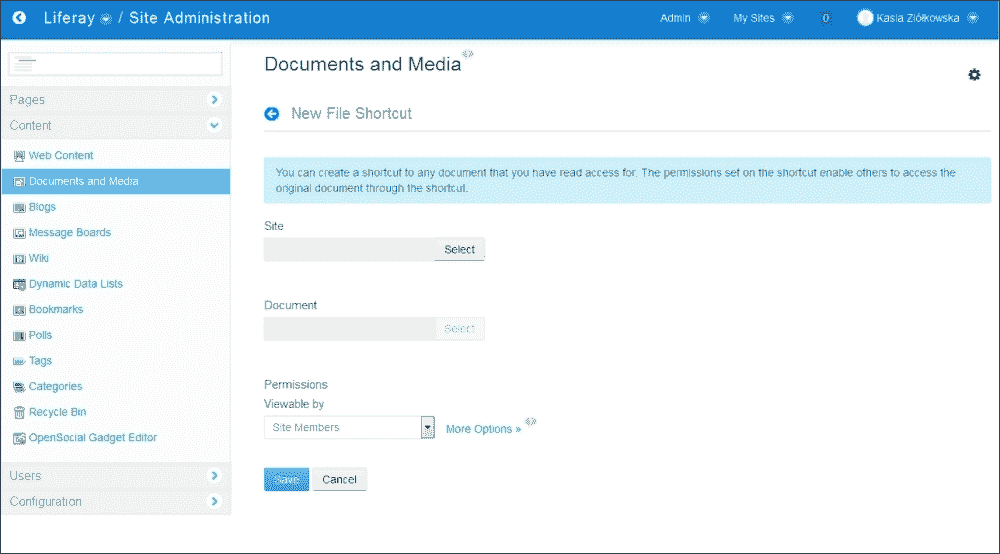 Liferay / Site Administration
Admin My Sites 0 Kasia Ziółkowska
Pages
Content
Web Content
Documents and Media
Blogs
Message Boards
Wiki
Dynamic Data Lists
Bookmarks
Polls
Tags
Categories
Recycle Bin
OpenSocial Gadget Editor
Users
Configuration
Documents and Media
New File Shortcut
You can create a shortcut to any document that you have read access for. The permissions set on the shortcut enable others to access the
original document through the shortcut.
Site
Select
Document
Select
Permissions
Viewable by
Site Members More Options »
Save Cancel